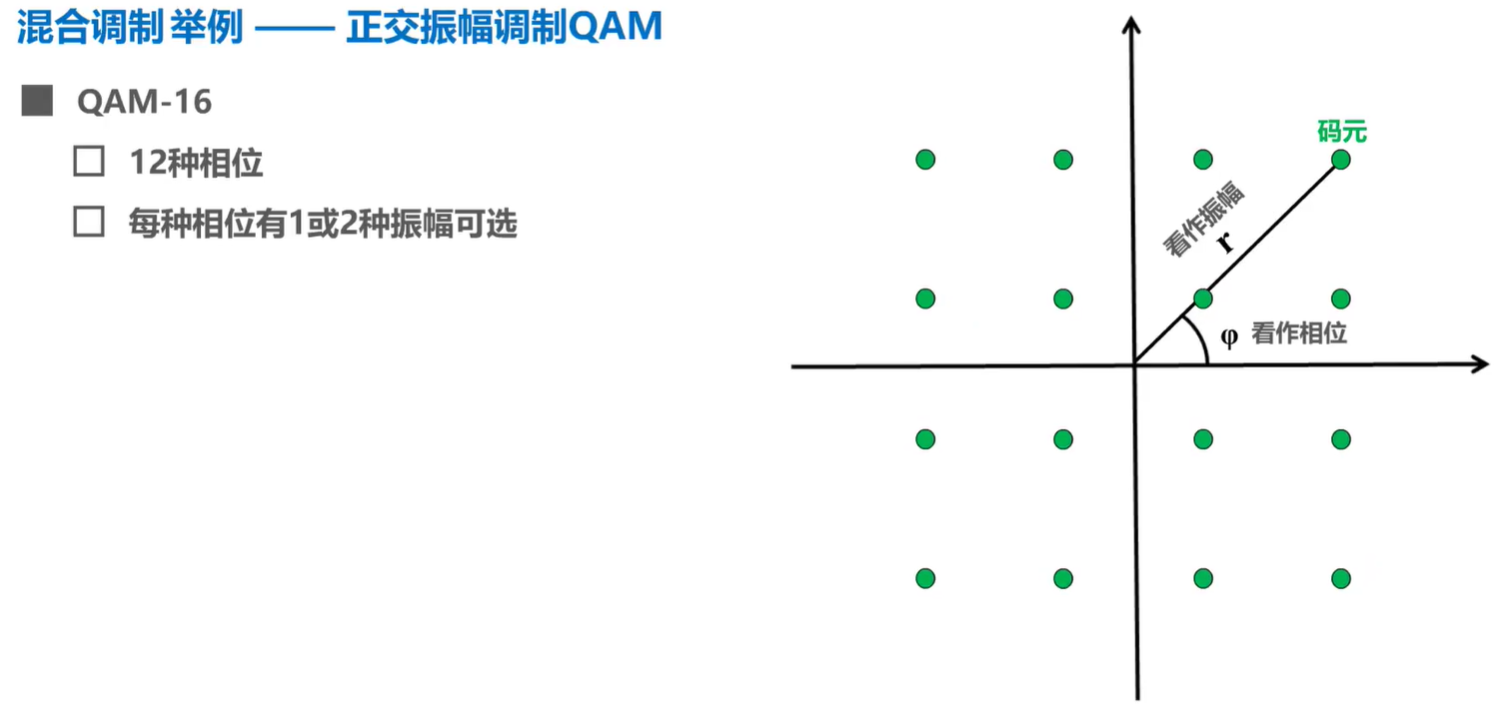 混合调制 举例 —— 正交振幅调制QAM
QAM-16
12种相位
每种相位有1或2种振幅可选
码元
看作振幅
r
φ 看作相位